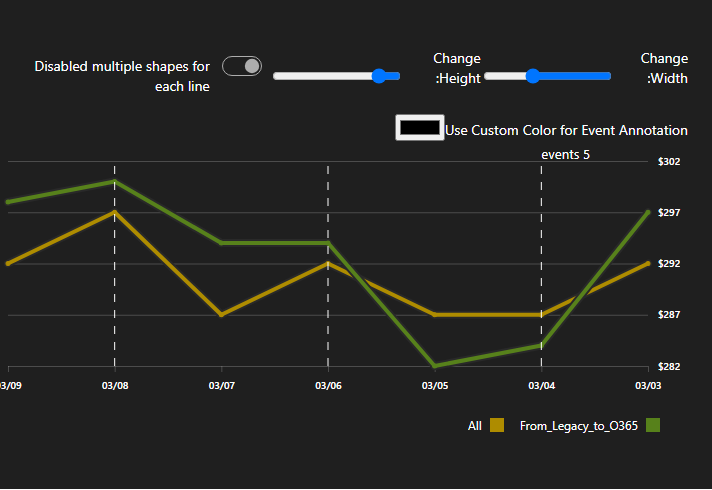 Disabled multiple shapes for
each line
Change
:Height
Change
:Width
Use Custom Color for Event Annotation
events 5
$302
$297
$292
$287
$282
03/09
03/08
03/07
03/06
03/05
03/04
03/03
All
From_Legacy_to_O365